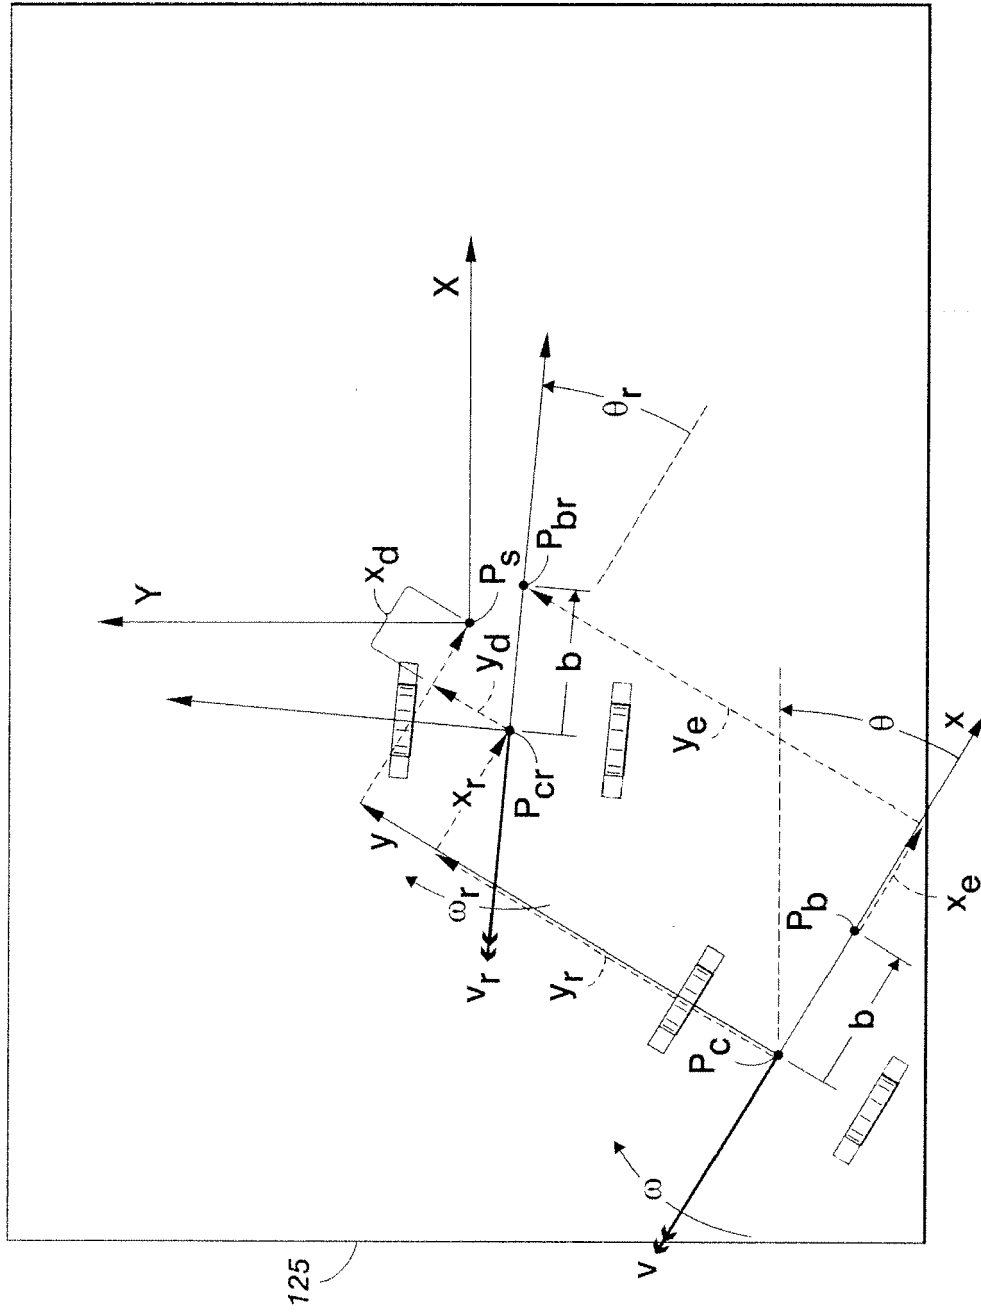 Y
X
x_d
P_s
P_br
θ_r
y_d
b
x_r
P_cr
y
ω_r
v_r
y_r
y_e
θ
x
x_e
P_b
b
P_c
ω
v
125